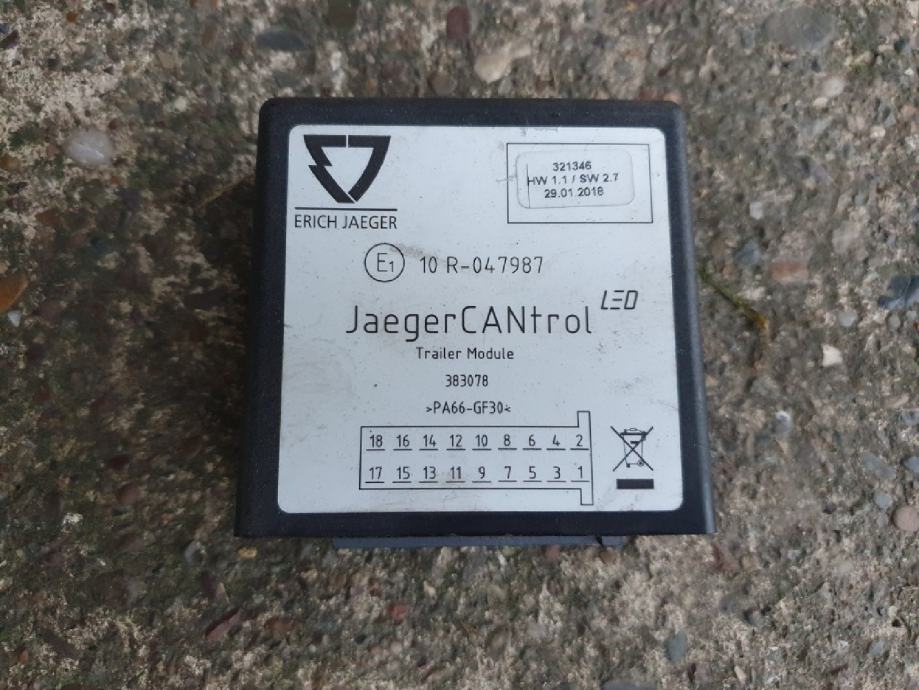 ERICH JAEGER
321346
HW 1.1 / SW 2.7
29.01.2018
E1 10 R-047987
JaegerCANtrol LED
Trailer Module
383078
>PA66-GF30<
18 16 14 12 10 8 6 4 2
17 15 13 11 9 7 5 3 1